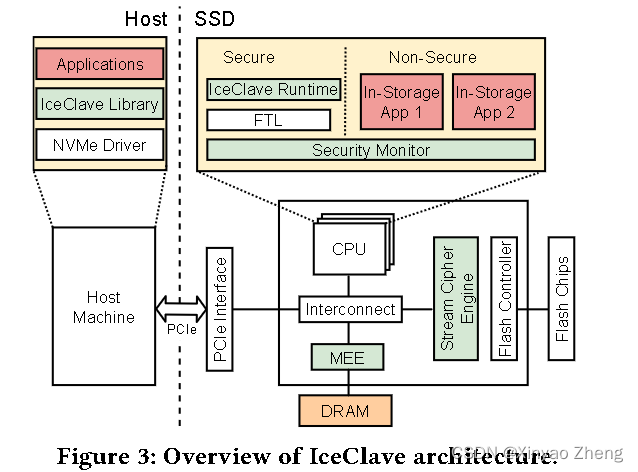 Host
SSD
Applications
IceClave Library
NVMe Driver
Secure
Non-Secure
IceClave Runtime
FTL
In-Storage
App 1
In-Storage
App 2
Security Monitor
Host
Machine
PCIe
PCIe Interface
CPU
Interconnect
MEE
DRAM
Stream Cipher
Engine
Flash Controller
Flash Chips
Figure 3: Overview of IceClave architecture.
CSDN @Xinyao Zheng